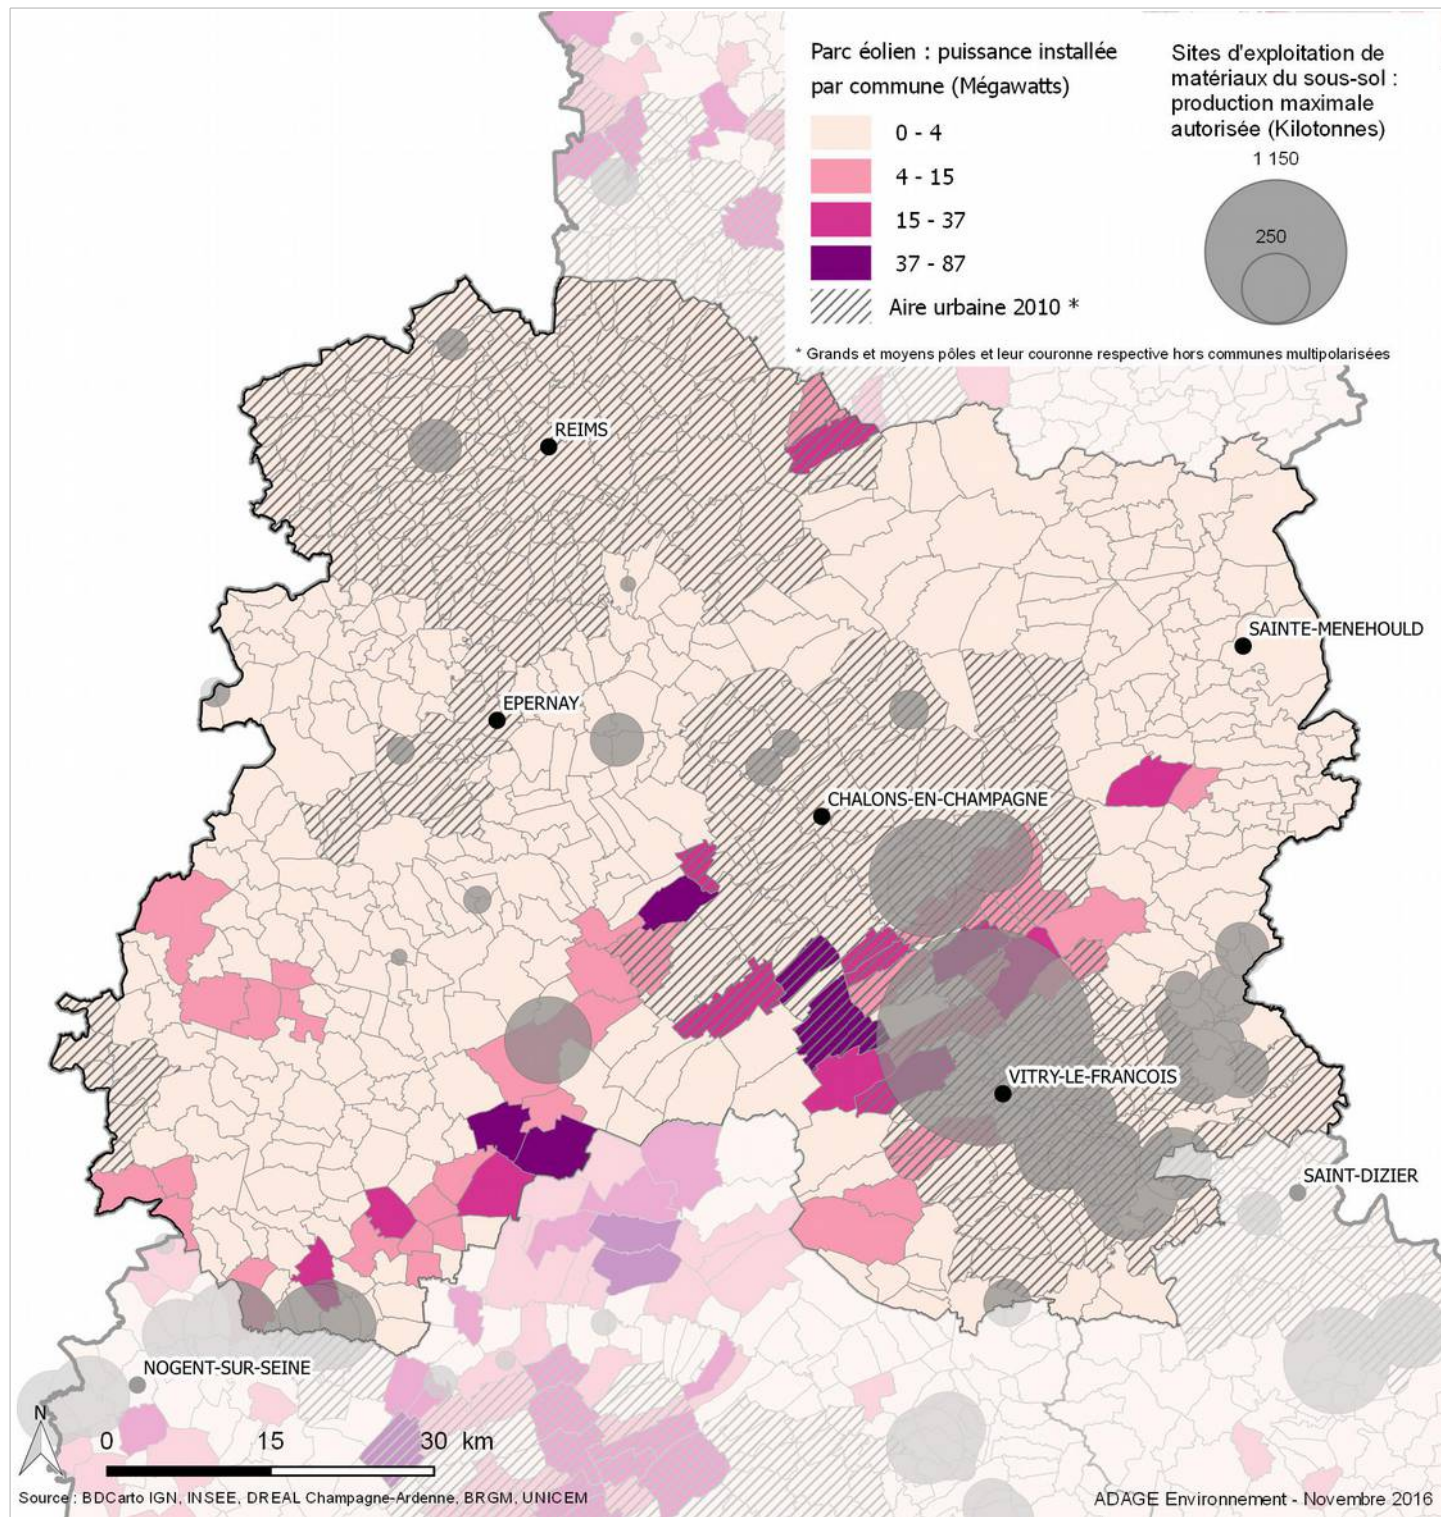 Parc éolien : puissance installée
par commune (Mégawatts)
0 - 4
4 - 15
15 - 37
37 - 87
Aire urbaine 2010 *
Sites d'exploitation de
matériaux du sous-sol :
production maximale
autorisée (Kilotonnes)
1 150
250
* Grands et moyens pôles et leur couronne respective hors communes multipolarisées
REIMS
SAINTE-MENEHOULD
EPERNAY
CHALONS-EN-CHAMPAGNE
VITRY-LE-FRANCOIS
SAINT-DIZIER
NOGENT-SUR-SEINE
N
0 15 30 km
Source : BDCarto IGN, INSEE, DREAL Champagne-Ardenne, BRGM, UNICEM
ADAGE Environnement - Novembre 2016